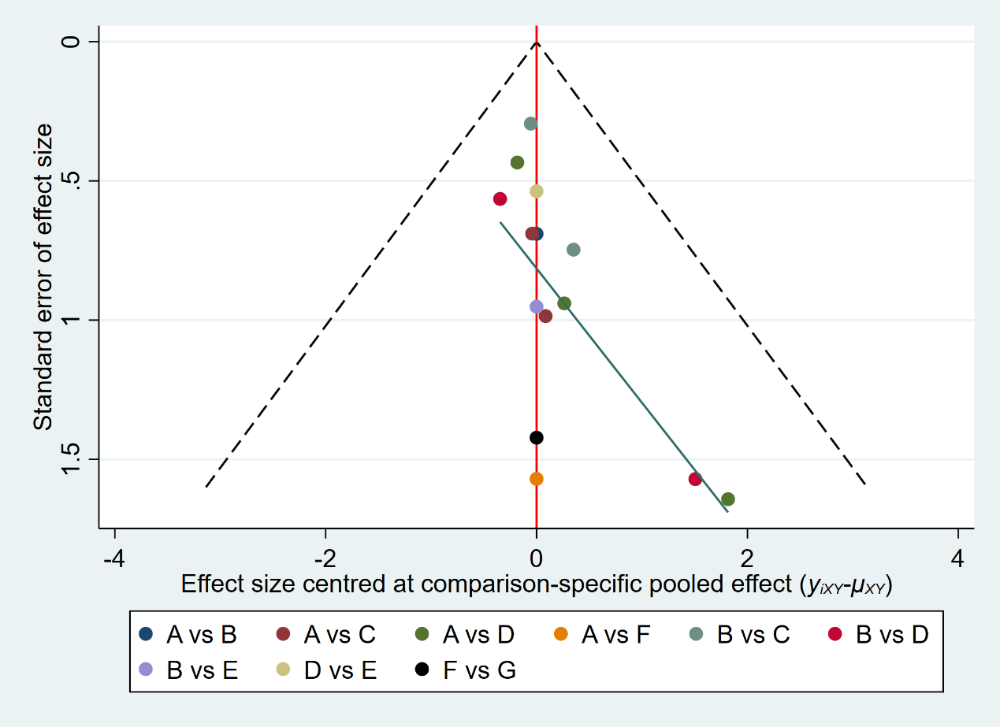 0
.5
1
1.5
Standard error of effect size
-4 -2 0 2 4
Effect size centred at comparison-specific pooled effect (yiXY-μXY)
A vs B A vs C A vs D A vs F B vs C B vs D
B vs E D vs E F vs G